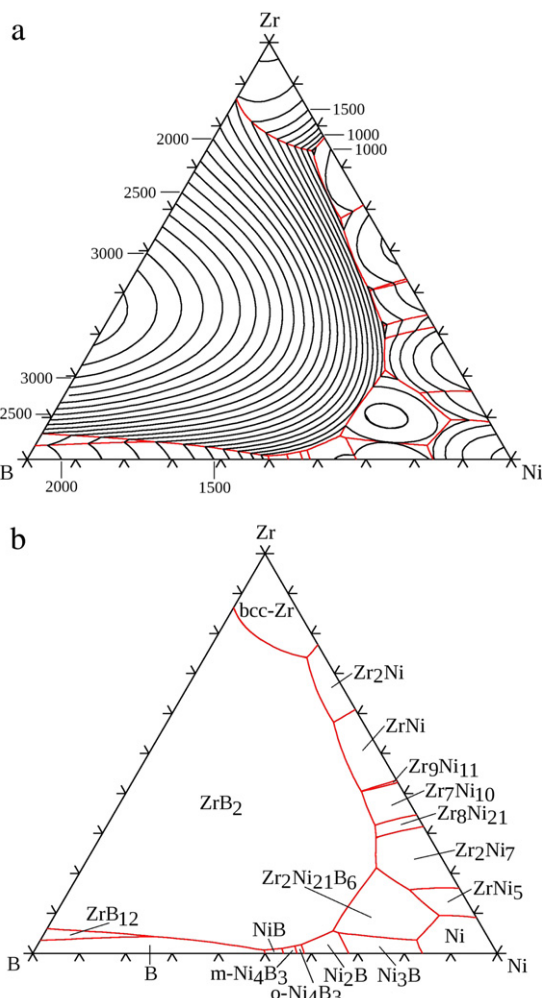 a
Zr
1500
1000
1000
2000
2500
3000
3000
2500
B
Ni
2000
1500
b
Zr
bcc-Zr
Zr2Ni
ZrNi
Zr9Ni11
Zr7Ni10
Zr8Ni21
ZrB2
Zr2Ni7
Zr2Ni21B6
ZrNi5
ZrB12
NiB
Ni
B
B
m-Ni4B3
o-Ni4B3
Ni2B
Ni3B
Ni